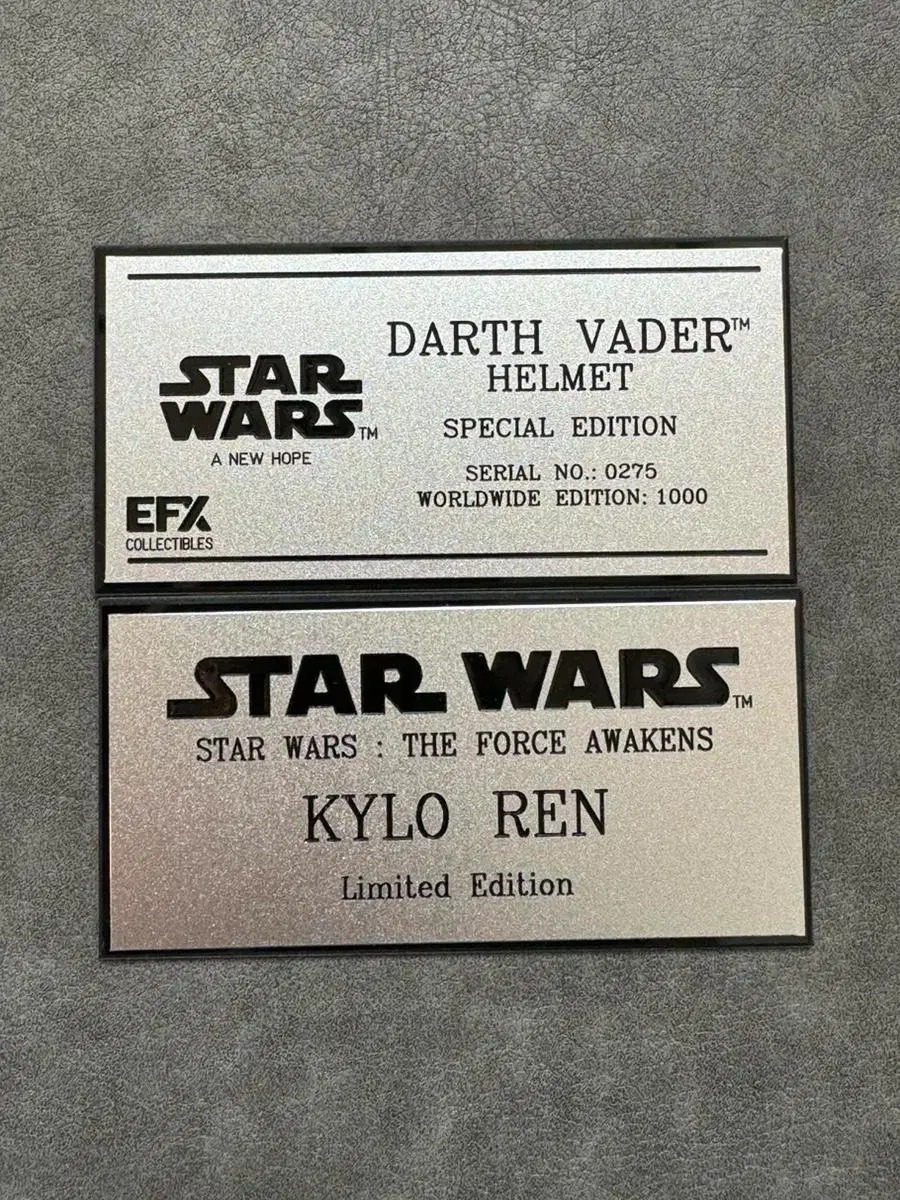 STAR
WARS™
A NEW HOPE
EFX
COLLECTIBLES
DARTH VADER™
HELMET
SPECIAL EDITION
SERIAL NO.: 0275
WORLDWIDE EDITION: 1000
STAR WARS™
STAR WARS : THE FORCE AWAKENS
KYLO REN
Limited Edition